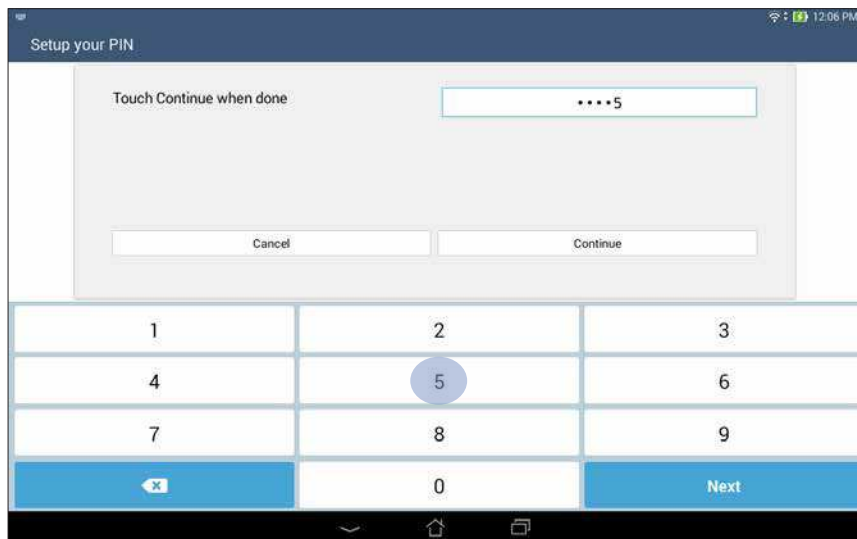 12:06 PM
Setup your PIN
Touch Continue when done
••••5
Cancel
Continue
1
2
3
4
5
6
7
8
9
0
Next